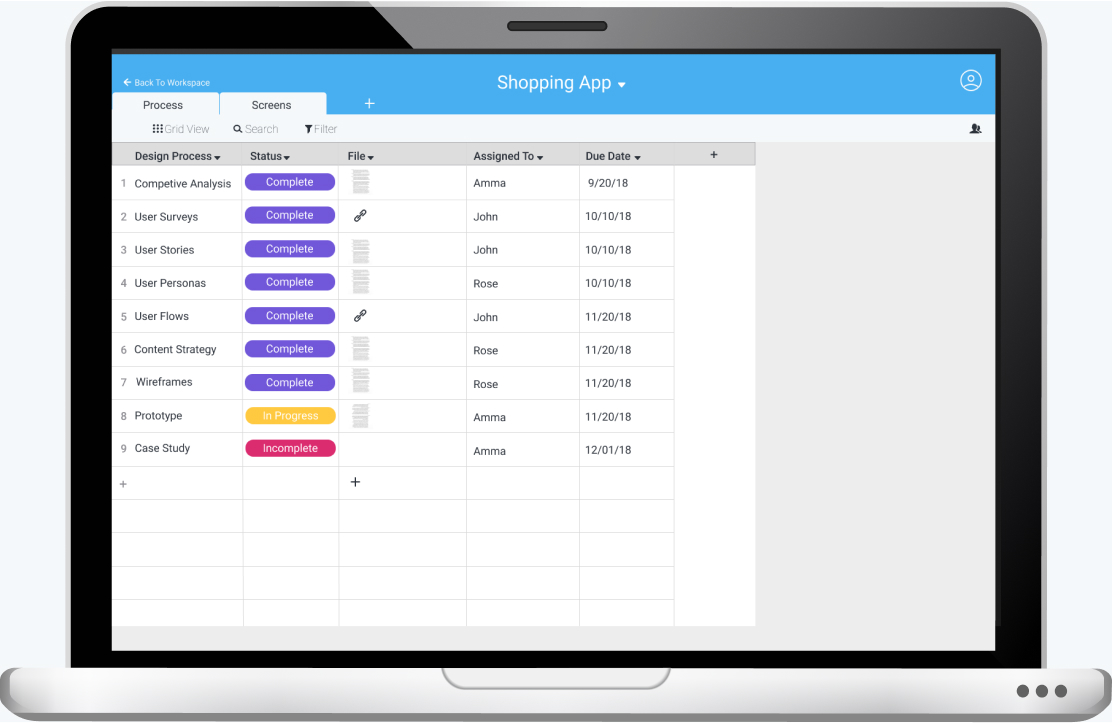 Shopping App
Back To Workspace
Process Screens +
Grid View Search Filter
Design Process Status File Assigned To Due Date +
1 Competive Analysis Complete Amma 9/20/18
2 User Surveys Complete John 10/10/18
3 User Stories Complete John 10/10/18
4 User Personas Complete Rose 10/10/18
5 User Flows Complete John 11/20/18
6 Content Strategy Complete Rose 11/20/18
7 Wireframes Complete Rose 11/20/18
8 Prototype In Progress Amma 11/20/18
9 Case Study Incomplete Amma 12/01/18
+ +